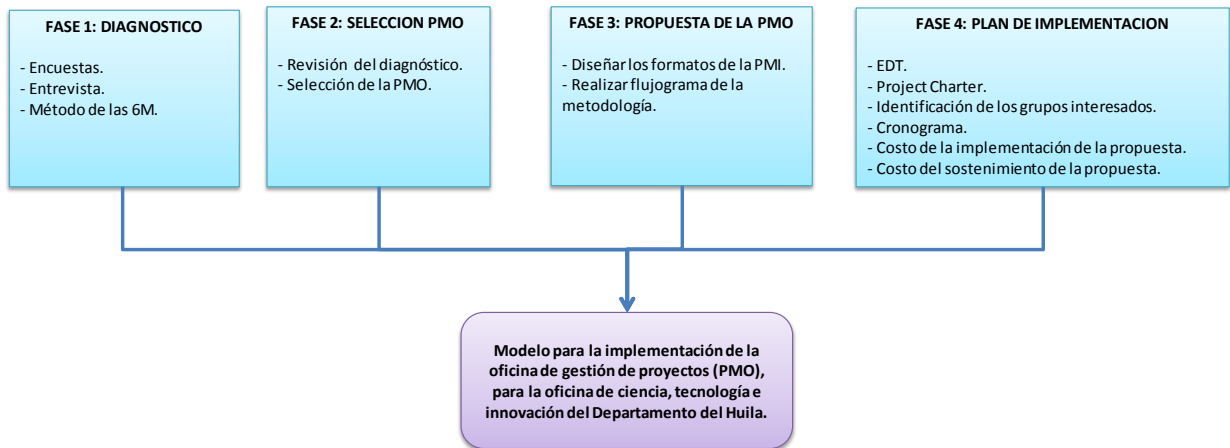 FASE 1: DIAGNOSTICO
- Encuestas.
- Entrevista.
- Método de las 6M.
FASE 2: SELECCION PMO
- Revisión del diagnóstico.
- Selección de la PMO.
FASE 3: PROPUESTA DE LA PMO
- Diseñar los formatos de la PMI.
- Realizar flujograma de la
metodología.
FASE 4: PLAN DE IMPLEMENTACION
- EDT.
- Project Charter.
- Identificación de los grupos interesados.
- Cronograma.
- Costo de la implementación de la propuesta.
- Costo del sostenimiento de la propuesta.
Modelo para la implementación de la
oficina de gestión de proyectos (PMO),
para la oficina de ciencia, tecnología e
innovación del Departamento del Huila.